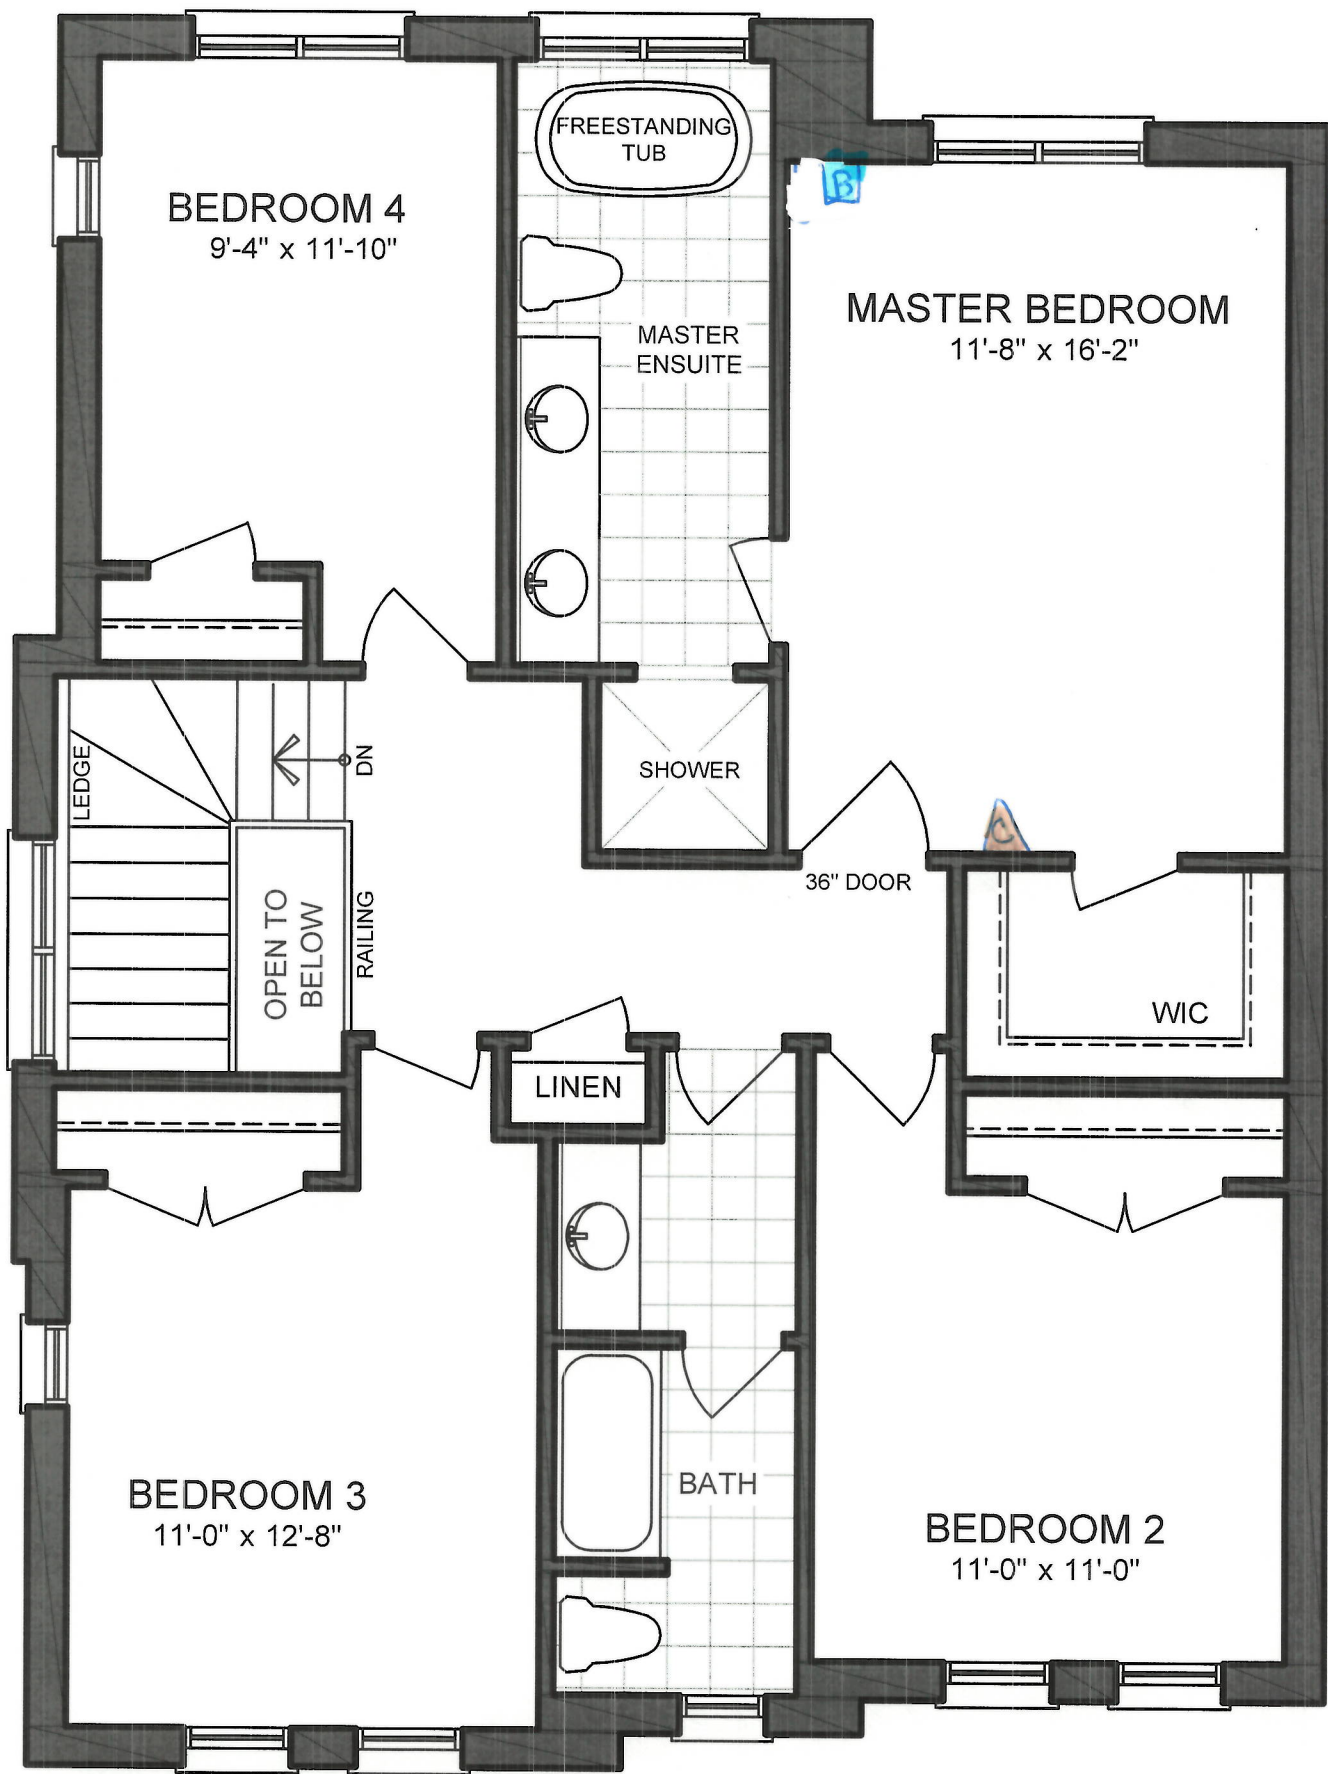 FREESTANDING
TUB
B
BEDROOM 4
9'-4" x 11'-10"
MASTER BEDROOM
11'-8" x 16'-2"
MASTER
ENSUITE
LEDGE
DN
SHOWER
C
36" DOOR
OPEN TO
BELOW
RAILING
WIC
LINEN
BEDROOM 3
11'-0" x 12'-8"
BATH
BEDROOM 2
11'-0" x 11'-0"